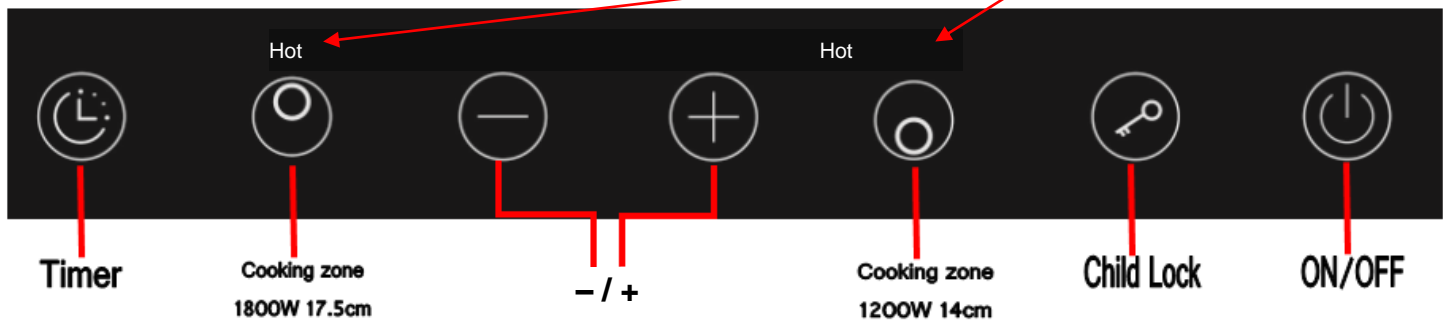 Hot
Hot
Timer
Cooking zone
1800W 17.5cm
– / +
Cooking zone
1200W 14cm
Child Lock
ON/OFF